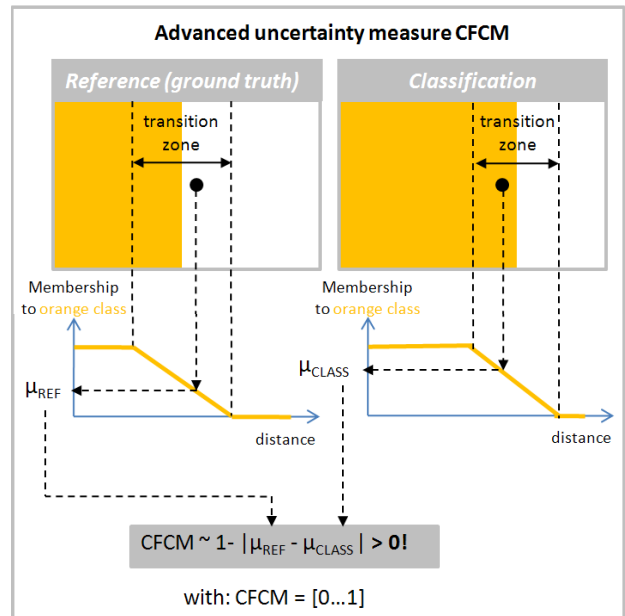 Advanced uncertainty measure CFCM
Reference (ground truth)
Classification
transition
zone
transition
zone
Membership
to orange class
Membership
to orange class
μREF
μCLASS
distance
distance
CFCM ~ 1- |μREF - μCLASS| > 0!
with: CFCM = [0...1]